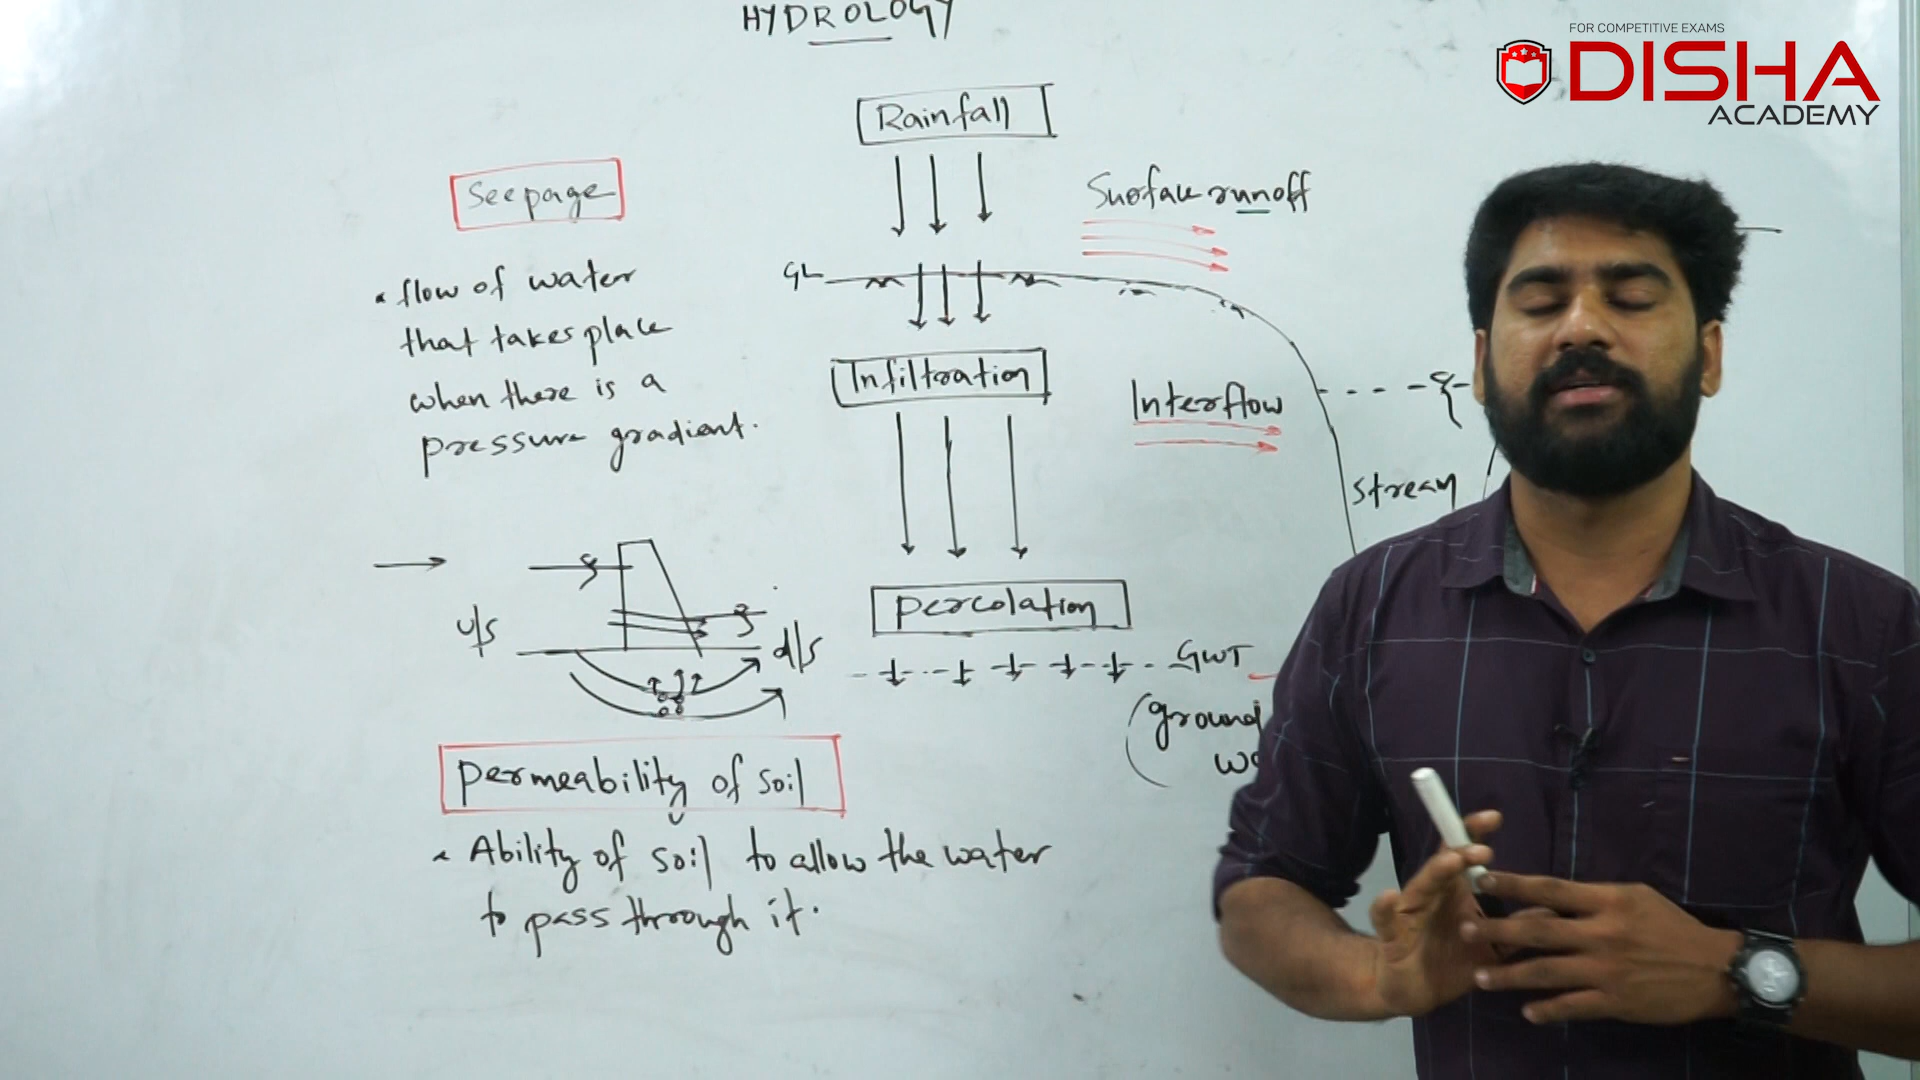 HYDROLOGY
FOR COMPETITIVE EXAMS
DISHA
ACADEMY
Rainfall
Seepage
Surface runoff
• flow of water
that takes place
when there is a
pressure gradient.
GL
Infiltration
Interflow
stream
percolation
u/s
d/s
GWT
(ground
permeability of soil
• Ability of soil to allow the water
to pass through it.